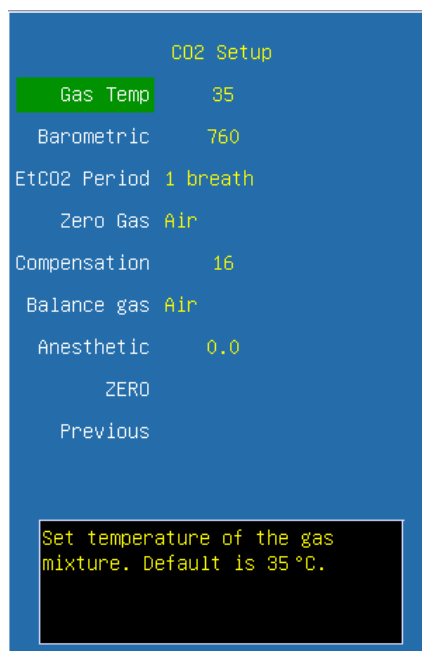 CO2 Setup
Gas Temp 35
Barometric 760
EtCO2 Period 1 breath
Zero Gas Air
Compensation 16
Balance gas Air
Anesthetic 0.0
ZERO
Previous
Set temperature of the gas
mixture. Default is 35 °C.